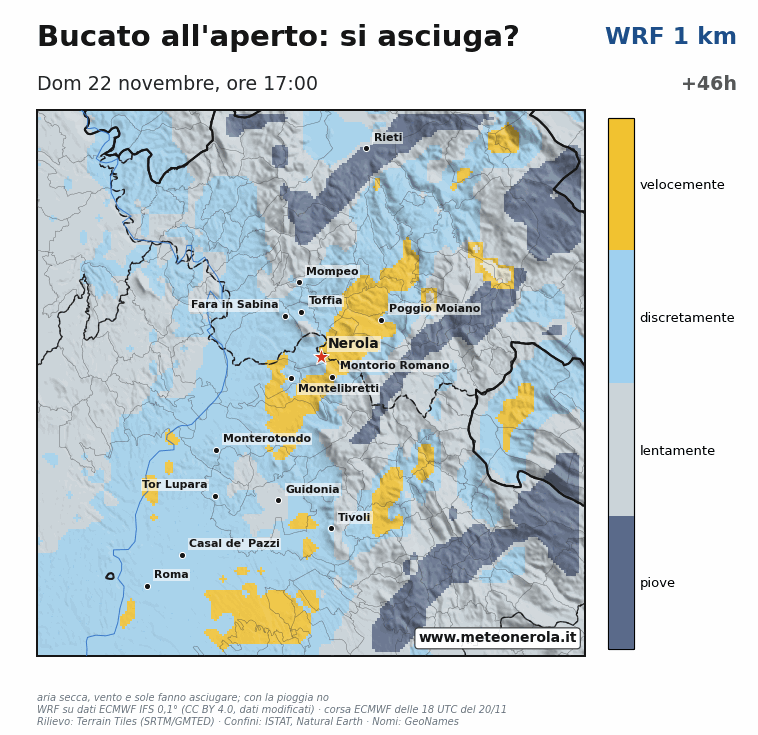 Bucato all'aperto: si asciuga?
WRF 1 km
Dom 22 novembre, ore 17:00
+46h
Rieti
Mompeo
Toffia
Fara in Sabina
Poggio Moiano
Nerola
Montorio Romano
Montelibretti
Monterotondo
Tor Lupara
Guidonia
Tivoli
Casal de' Pazzi
Roma
www.meteonerola.it
velocemente
discretamente
lentamente
piove
aria secca, vento e sole fanno asciugare; con la pioggia no
WRF su dati ECMWF IFS 0,1° (CC BY 4.0, dati modificati) · corsa ECMWF delle 18 UTC del 20/11
Rilievo: Terrain Tiles (SRTM/GMTED) · Confini: ISTAT, Natural Earth · Nomi: GeoNames